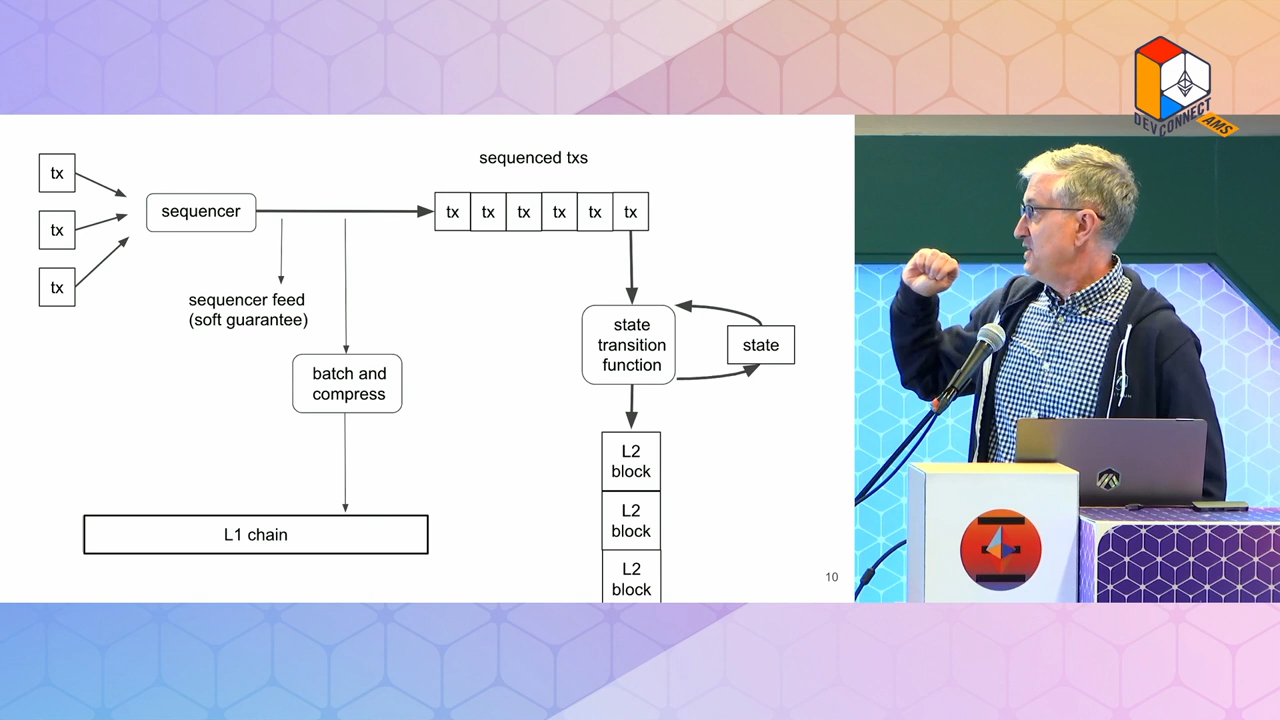 DEVCONNECT
AMS
sequenced txs
tx
tx
tx
sequencer
tx tx tx tx tx tx
sequencer feed
(soft guarantee)
batch and
compress
state
transition
function
state
L2
block
L2
block
L2
block
L1 chain
10